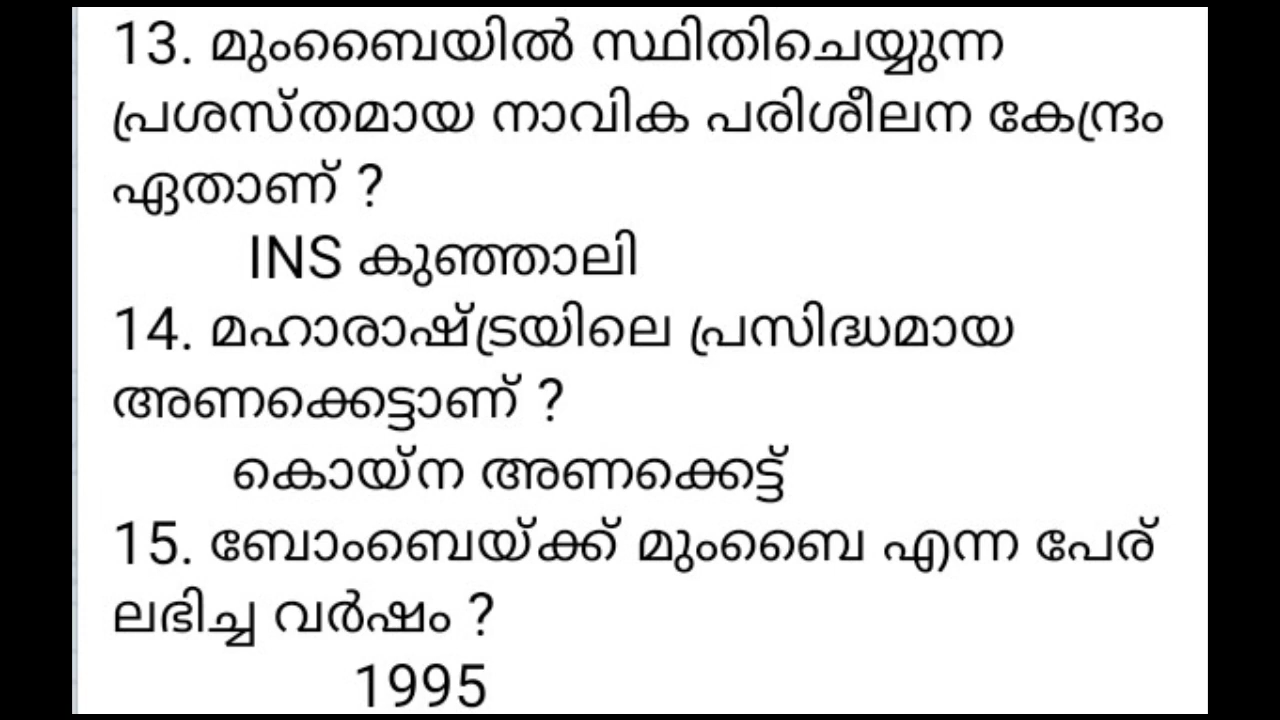 13. മുംബൈയിൽ സ്ഥിതിചെയ്യുന്ന
പ്രശസ്തമായ നാവിക പരിശീലന കേന്ദ്രം
ഏതാണ് ?
INS കുഞ്ഞാലി
14. മഹാരാഷ്ട്രയിലെ പ്രസിദ്ധമായ
അണക്കെട്ടാണ് ?
കൊയ്ന അണക്കെട്ട്
15. ബോംബെയ്ക്ക് മുംബൈ എന്ന പേര്
ലഭിച്ച വർഷം ?
1995